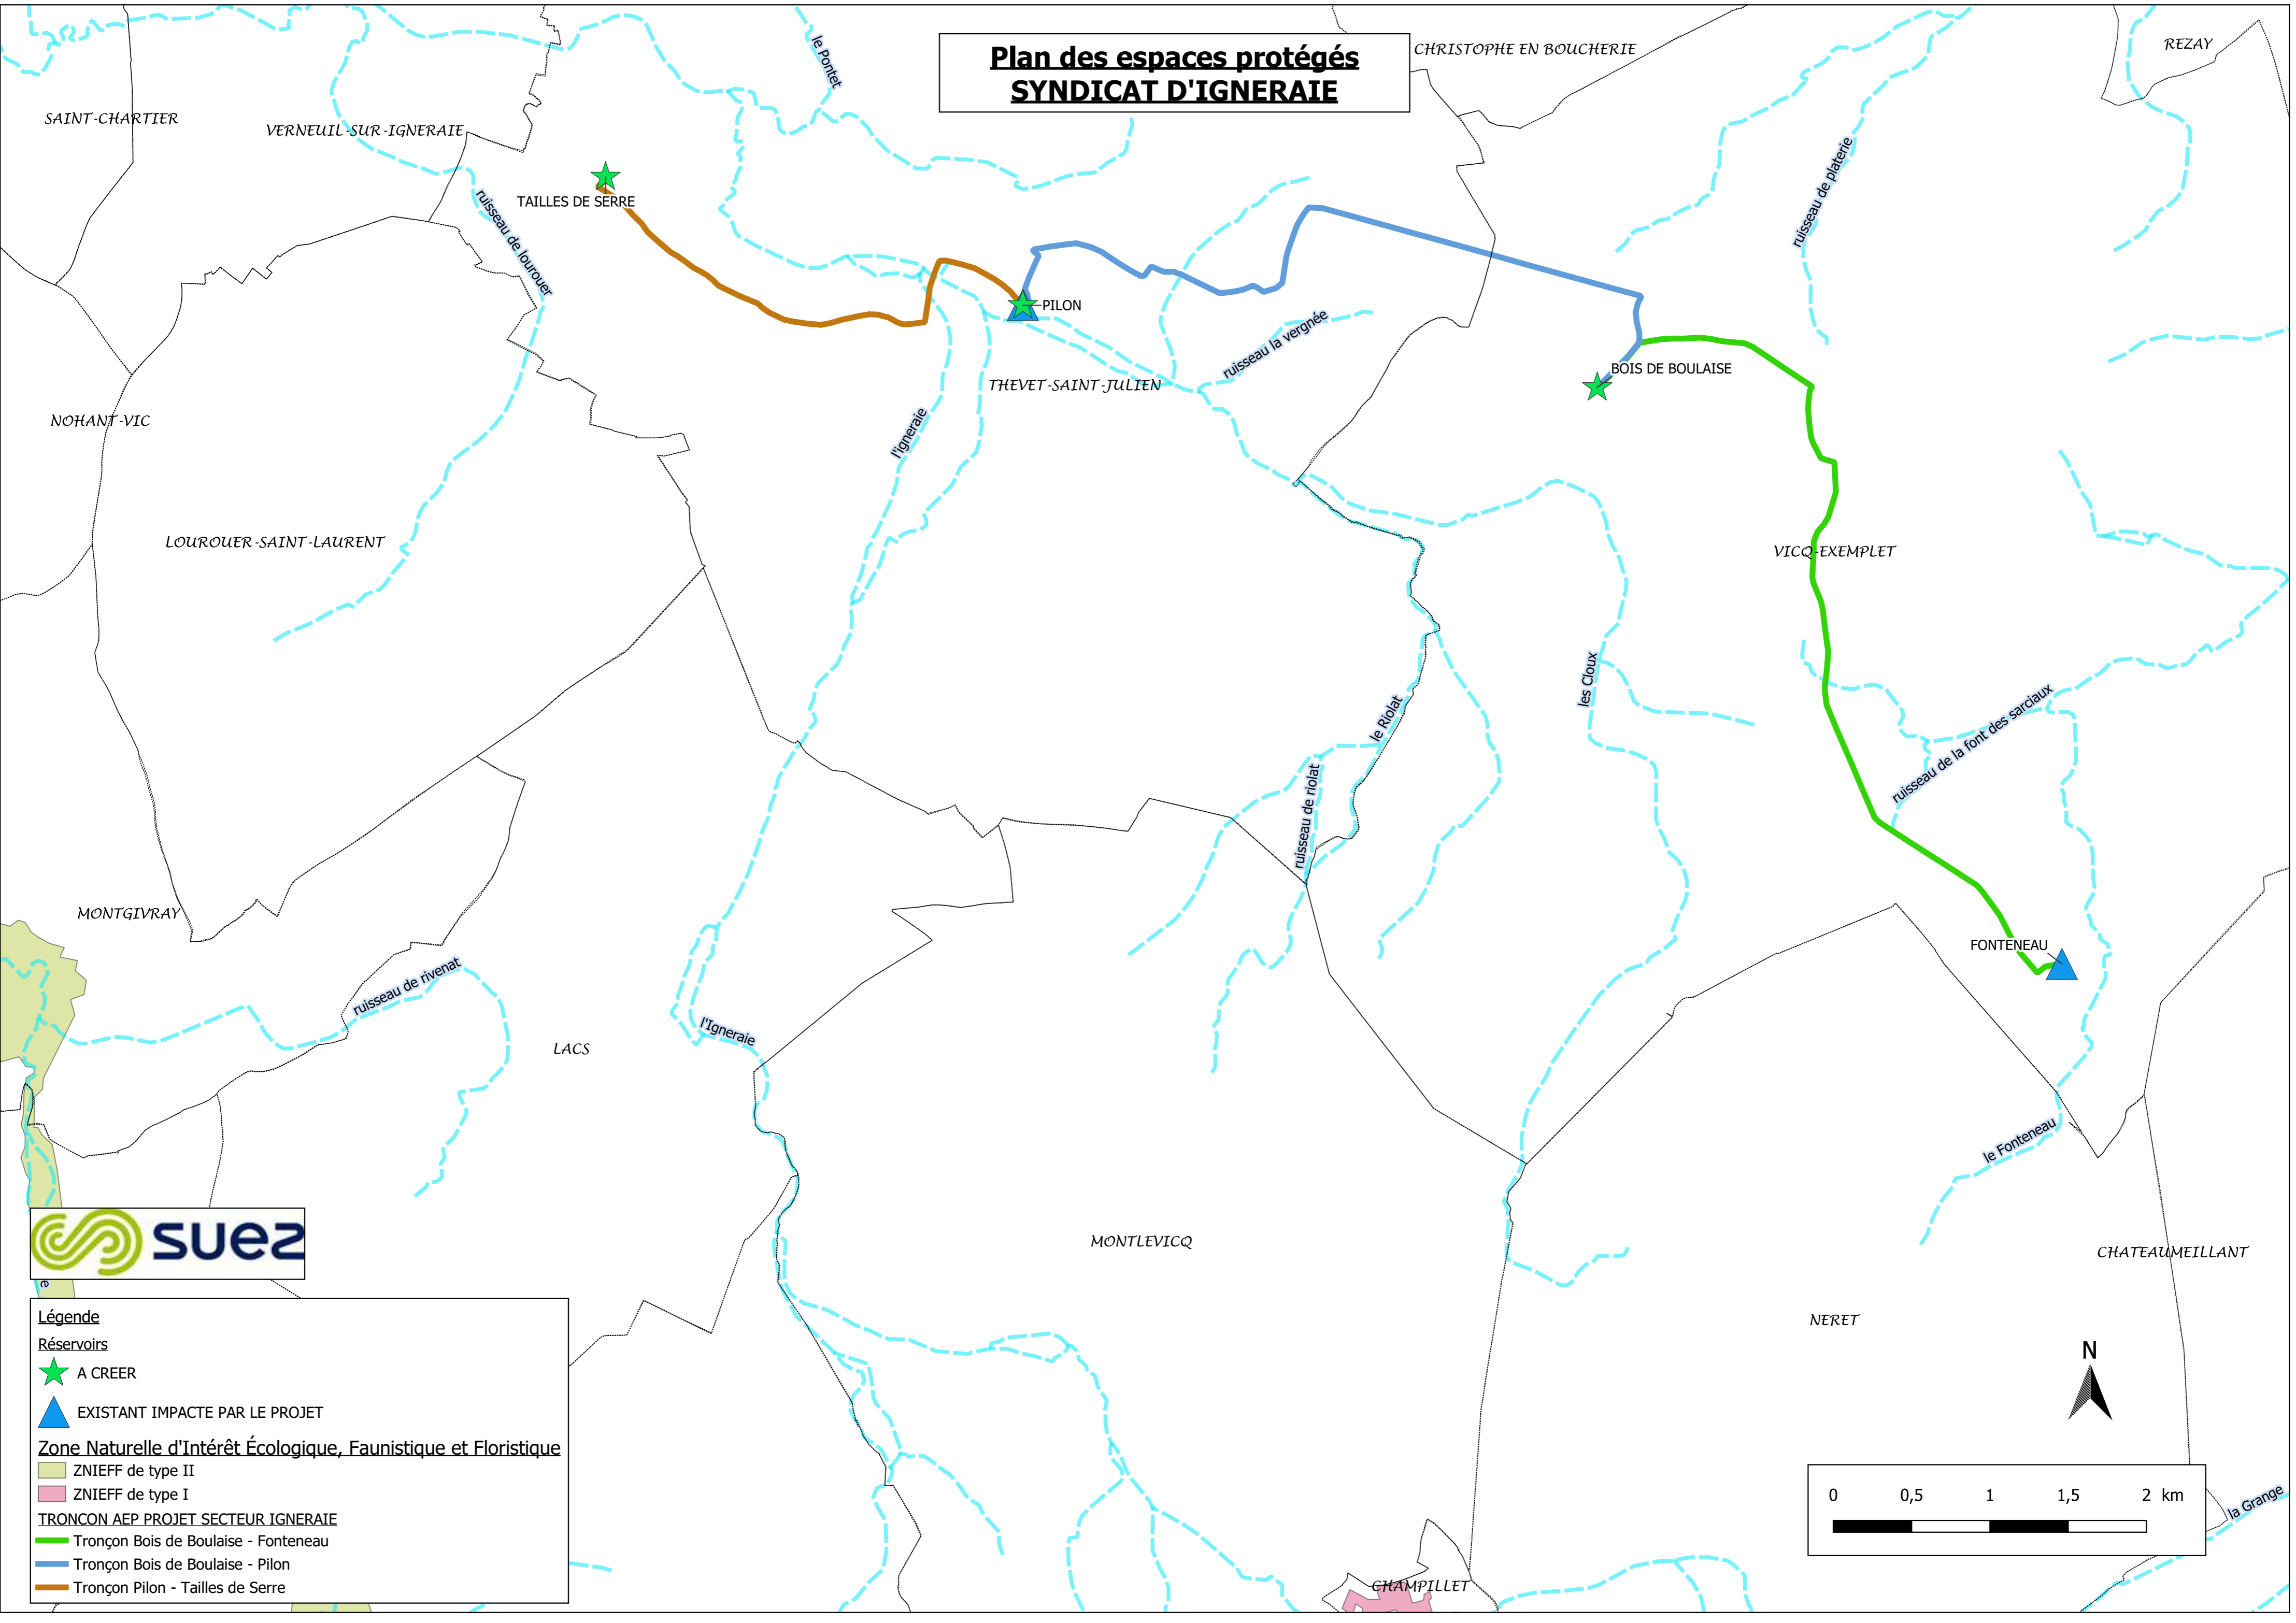 Plan des espaces protégés
SYNDICAT D'IGNERAIE
CHRISTOPHE EN BOUCHERIE
REZAY
le Pontet
SAINT-CHARTIER
VERNEUIL-SUR-IGNERAIE
ruisseau de platerie
TAILLES DE SERRE
ruisseau de lourouer
PILON
ruisseau la vergnée
BOIS DE BOULAISE
THEVET-SAINT-JULIEN
NOHANT-VIC
l'igneraie
LOUROUER-SAINT-LAURENT
VICQ-EXEMPLET
les Cloux
le Riolat
ruisseau de la font des sarciaux
ruisseau de riolat
MONTGIVRAY
FONTENEAU
ruisseau de rivenat
l'Igneraie
LACS
le Fonteneau
suez
MONTLEVICQ
CHATEAUMEILLANT
e
NERET
Légende
Réservoirs
A CREER
EXISTANT IMPACTE PAR LE PROJET
Zone Naturelle d'Intérêt Écologique, Faunistique et Floristique
ZNIEFF de type II
ZNIEFF de type I
TRONCON AEP PROJET SECTEUR IGNERAIE
Tronçon Bois de Boulaise - Fonteneau
Tronçon Bois de Boulaise - Pilon
Tronçon Pilon - Tailles de Serre
N
0 0,5 1 1,5 2 km
la Grange
CHAMPILLET